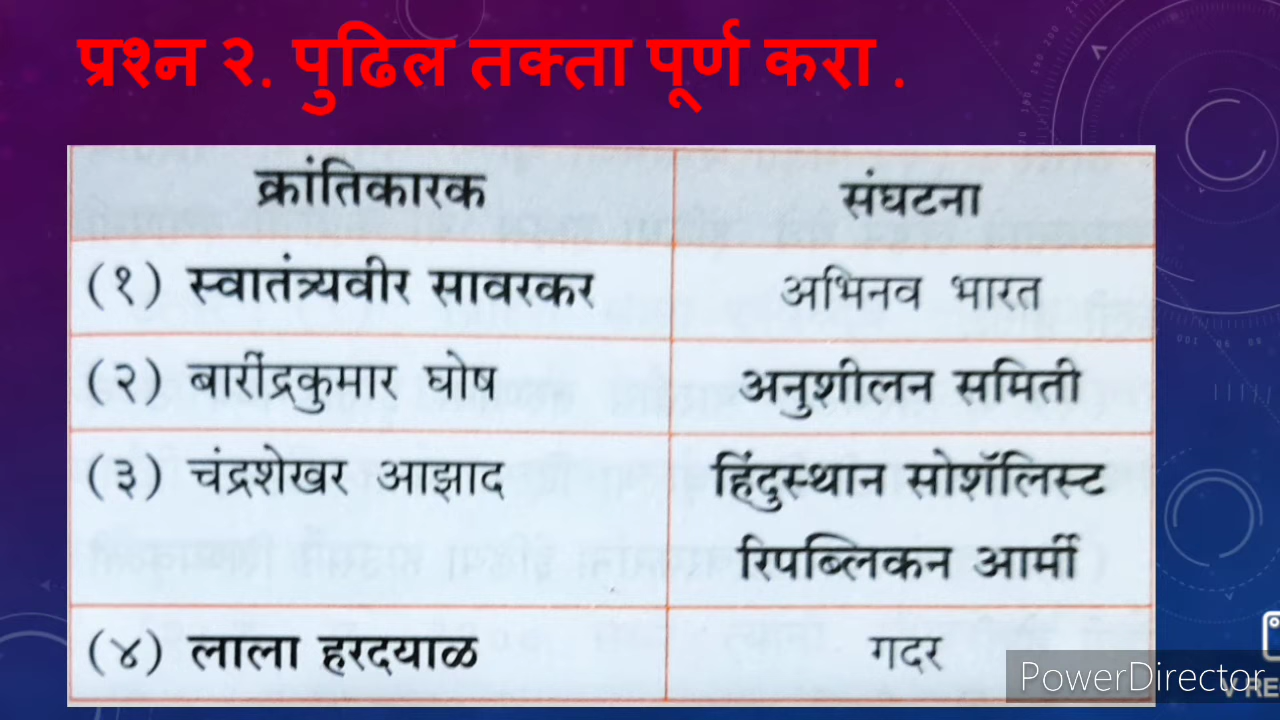 प्रश्न २. पुढिल तक्ता पूर्ण करा .
क्रांतिकारक संघटना
(१) स्वातंत्र्यवीर सावरकर अभिनव भारत
(२) बारींद्रकुमार घोष अनुशीलन समिती
(३) चंद्रशेखर आझाद हिंदुस्थान सोशॅलिस्ट
रिपब्लिकन आर्मी
(४) लाला हरदयाळ गदर
PowerDirector